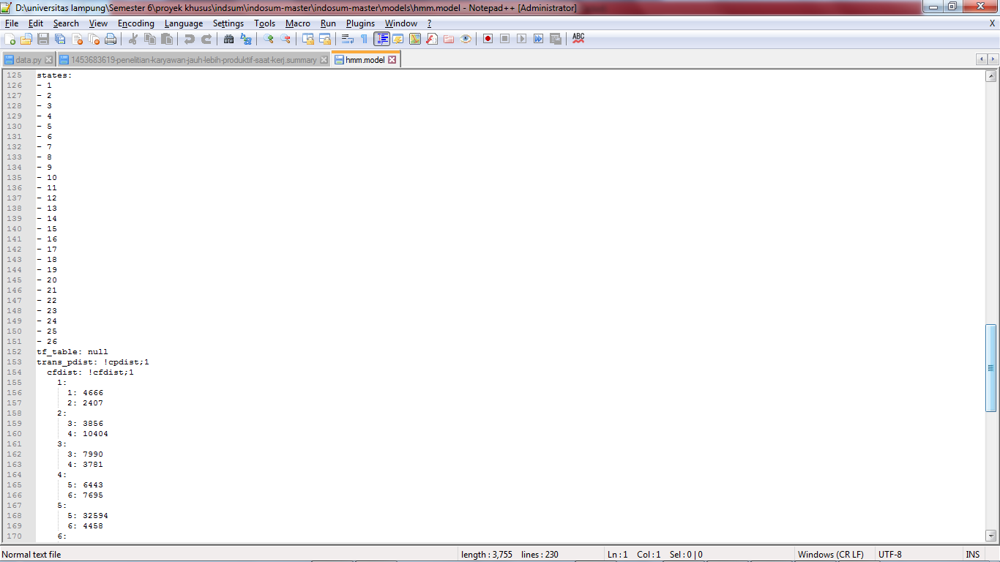 D:\universitas lampung\Semester 6\proyek khusus\indsum\indosum-master\indosum-master\models\hmm.model - Notepad++ [Administrator]
File Edit Search View Encoding Language Settings Tools Macro Run Plugins Window ? X
ABC
data.py 1453683619-penelitian-karyawan-jauh-lebih-produktif-saat-kerj.summary hmm.model
125 states:
126 - 1
127 - 2
128 - 3
129 - 4
130 - 5
131 - 6
132 - 7
133 - 8
134 - 9
135 - 10
136 - 11
137 - 12
138 - 13
139 - 14
140 - 15
141 - 16
142 - 17
143 - 18
144 - 19
145 - 20
146 - 21
147 - 22
148 - 23
149 - 24
150 - 25
151 - 26
152 tf_table: null
153 trans_pdist: !cpdist;1
154 cfdist: !cfdist;1
155 1:
156 1: 4666
157 2: 2407
158 2:
159 3: 3856
160 4: 10404
161 3:
162 3: 7990
163 4: 3781
164 4:
165 5: 6443
166 6: 7695
167 5:
168 5: 32594
169 6: 4458
170 6:
Normal text file length : 3,755 lines : 230 Ln : 1 Col : 1 Sel : 0 | 0 Windows (CR LF) UTF-8 INS